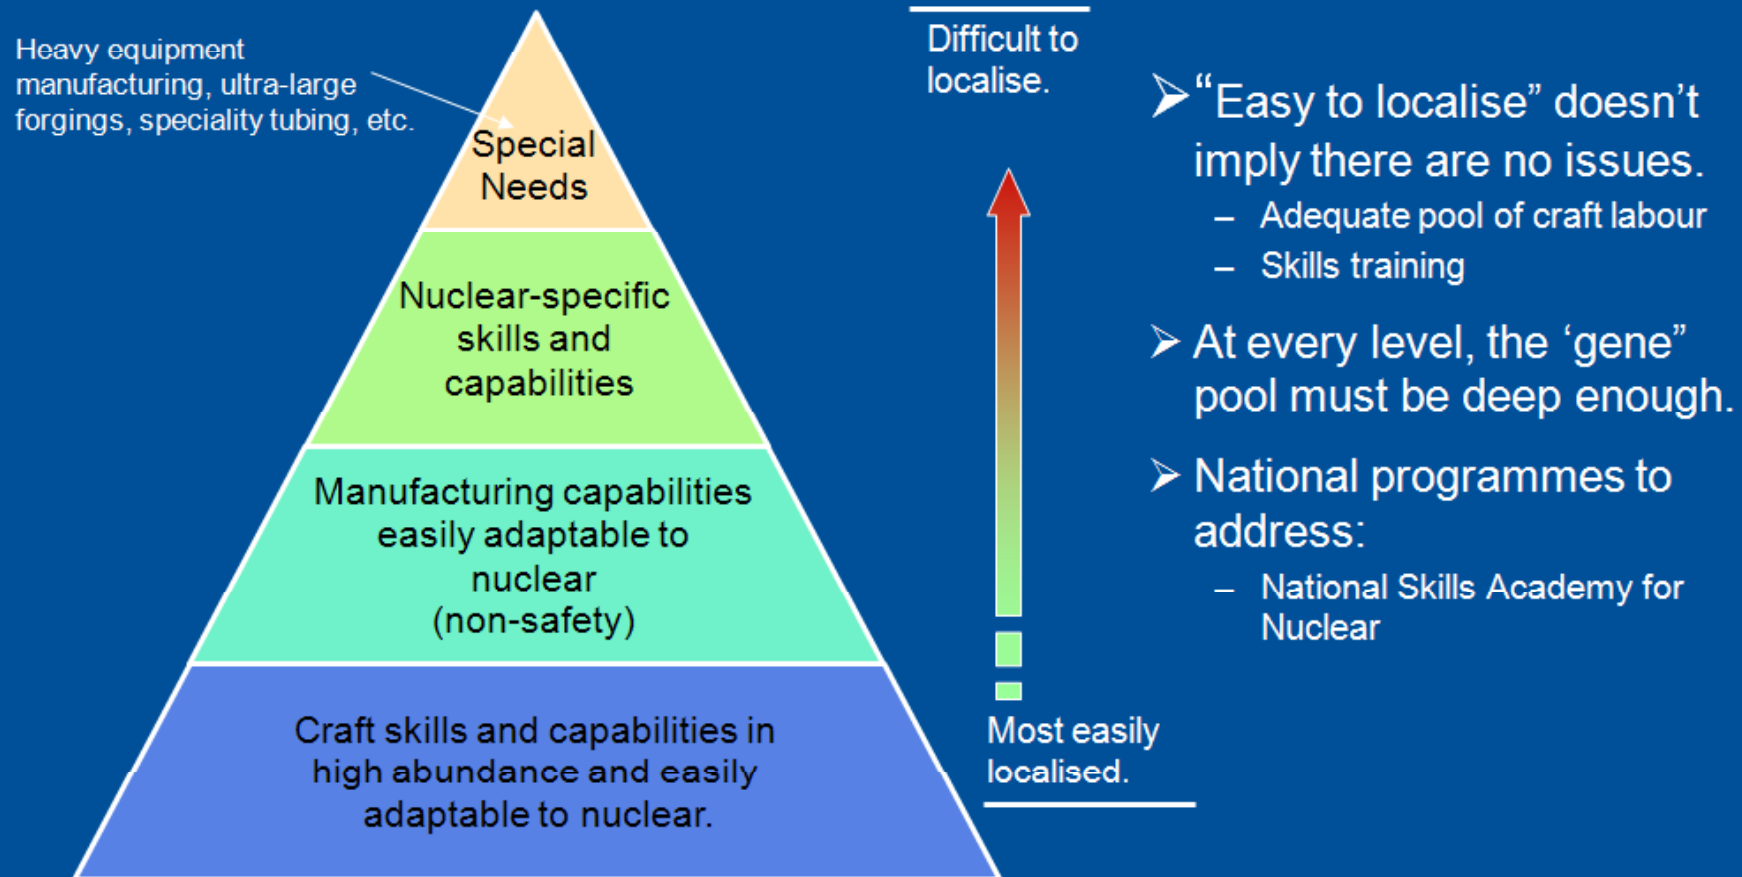 Heavy equipment
manufacturing, ultra-large
forgings, speciality tubing, etc.
Special
Needs
Nuclear-specific
skills and
capabilities
Manufacturing capabilities
easily adaptable to
nuclear
(non-safety)
Craft skills and capabilities in
high abundance and easily
adaptable to nuclear.
Difficult to
localise.
Most easily
localised.
➢ “Easy to localise” doesn’t
imply there are no issues.
– Adequate pool of craft labour
– Skills training
➢ At every level, the ‘gene”
pool must be deep enough.
➢ National programmes to
address:
– National Skills Academy for
Nuclear